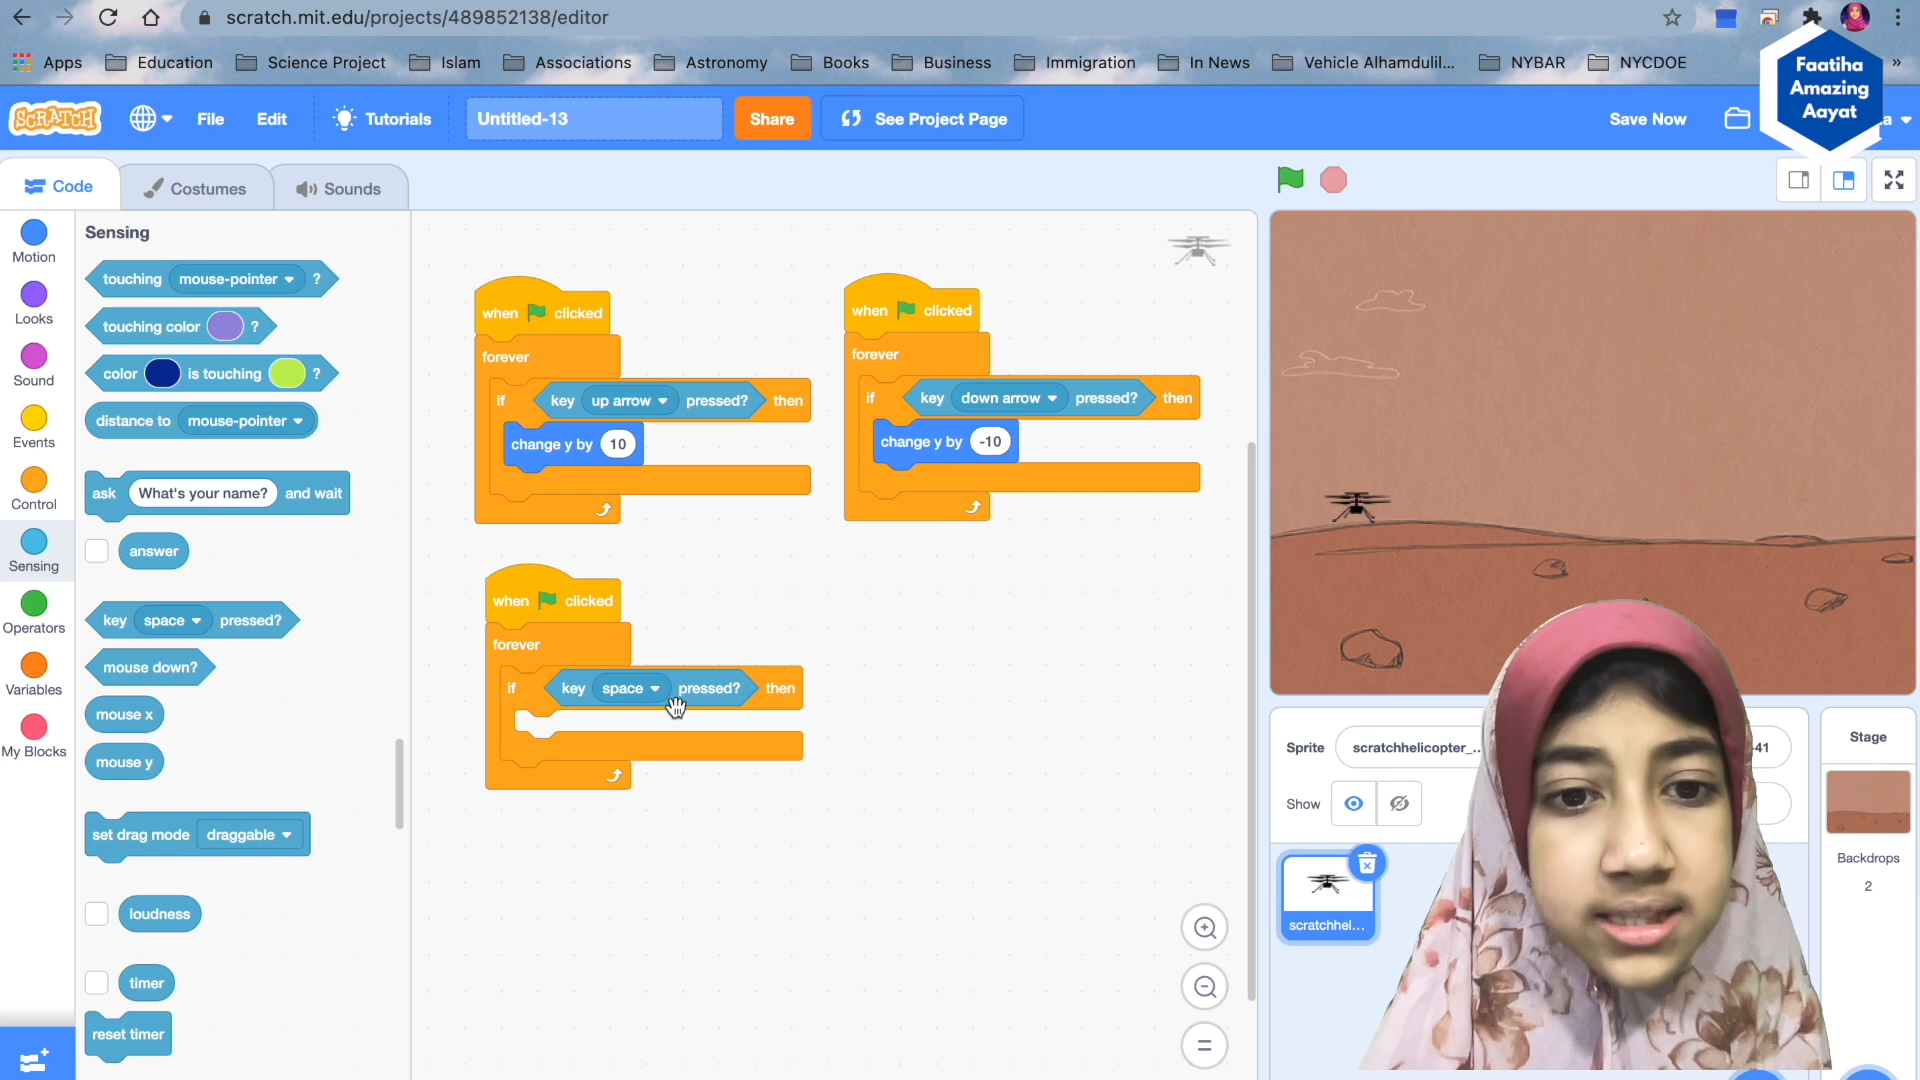 scratch.mit.edu/projects/489852138/editor
Apps Education Science Project Islam Associations Astronomy Books Business Immigration In News Vehicle Alhamdulil... NYBAR NYCDOE »
Faatiha
Amazing
Aayat
SCRATCH File Edit Tutorials Untitled-13 Share See Project Page Save Now
Code Costumes Sounds
Motion
Looks
Sound
Events
Control
Sensing
Operators
Variables
My Blocks
Sensing
touching mouse-pointer ?
touching color ?
color is touching ?
distance to mouse-pointer
ask What's your name? and wait
answer
key space pressed?
mouse down?
mouse x
mouse y
set drag mode draggable
loudness
timer
reset timer
when clicked
forever
if key up arrow pressed? then
change y by 10
when clicked
forever
if key down arrow pressed? then
change y by -10
when clicked
forever
if key space pressed? then
Sprite scratchhelicopter_...
Show
scratchhel...
Stage
Backdrops
2